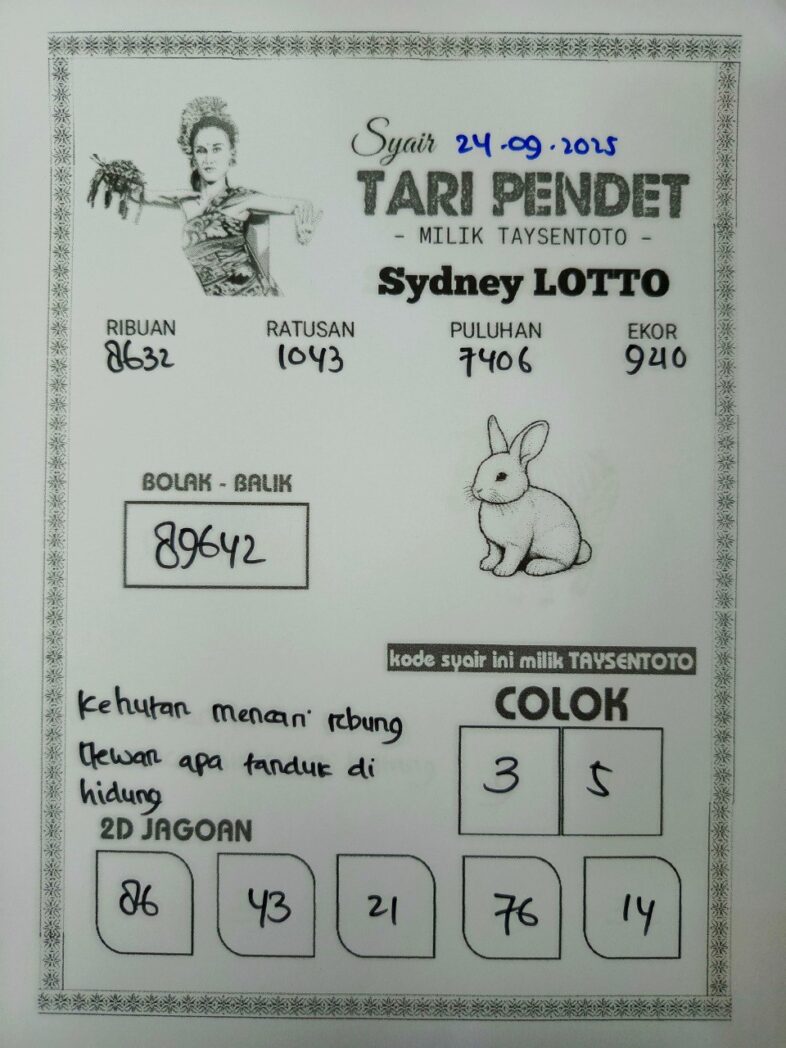 Syair 24.09.2025
TARI PENDET
- MILIK TAYSENTOTO -
Sydney LOTTO
RIBUAN RATUSAN PULUHAN EKOR
8632 1043 7406 9210
BOLAK - BALIK
89642
kode syair ini milik TAYSENTOTO
COLOK
3 5
Kehutan mencari rebung
Hewan apa tanduk di
hidung
2D JAGOAN
86 43 21 76 14